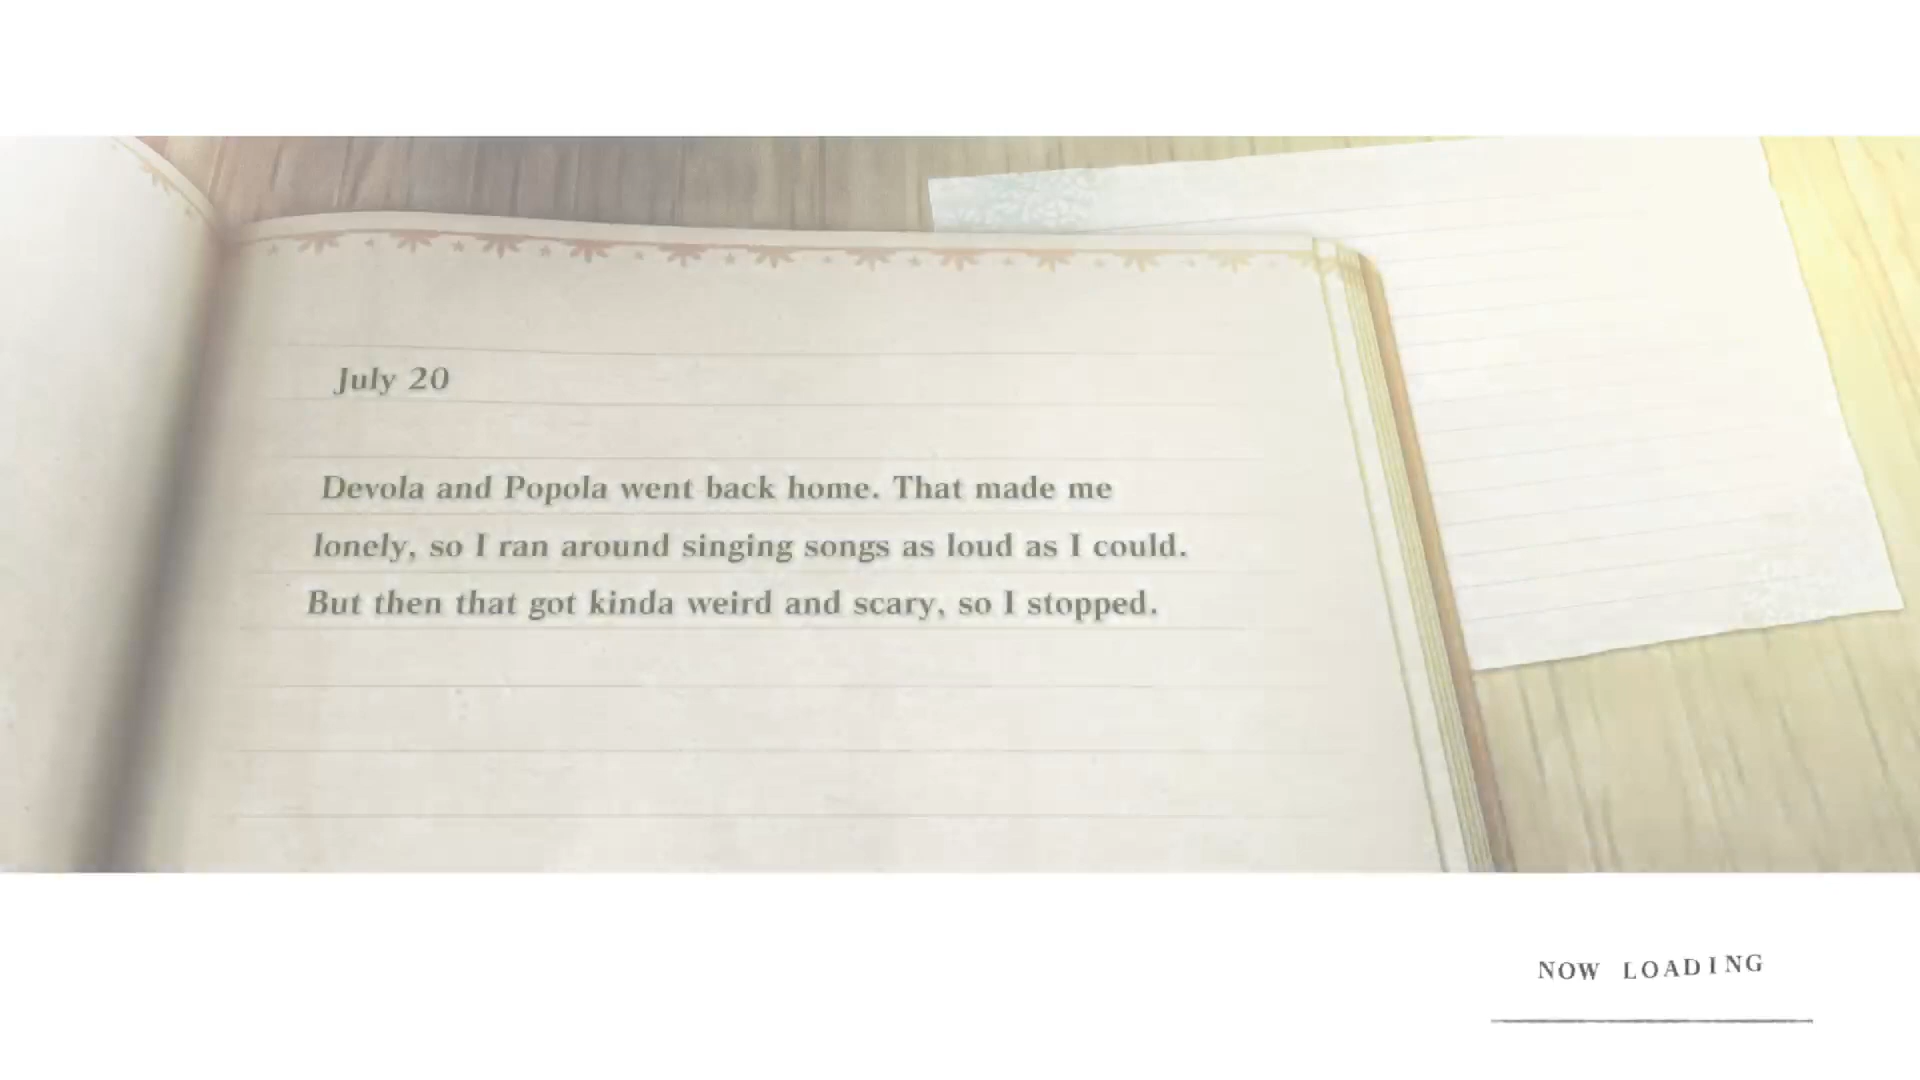 July 20
Devola and Popola went back home. That made me
lonely, so I ran around singing songs as loud as I could.
But then that got kinda weird and scary, so I stopped.
NOW LOADING